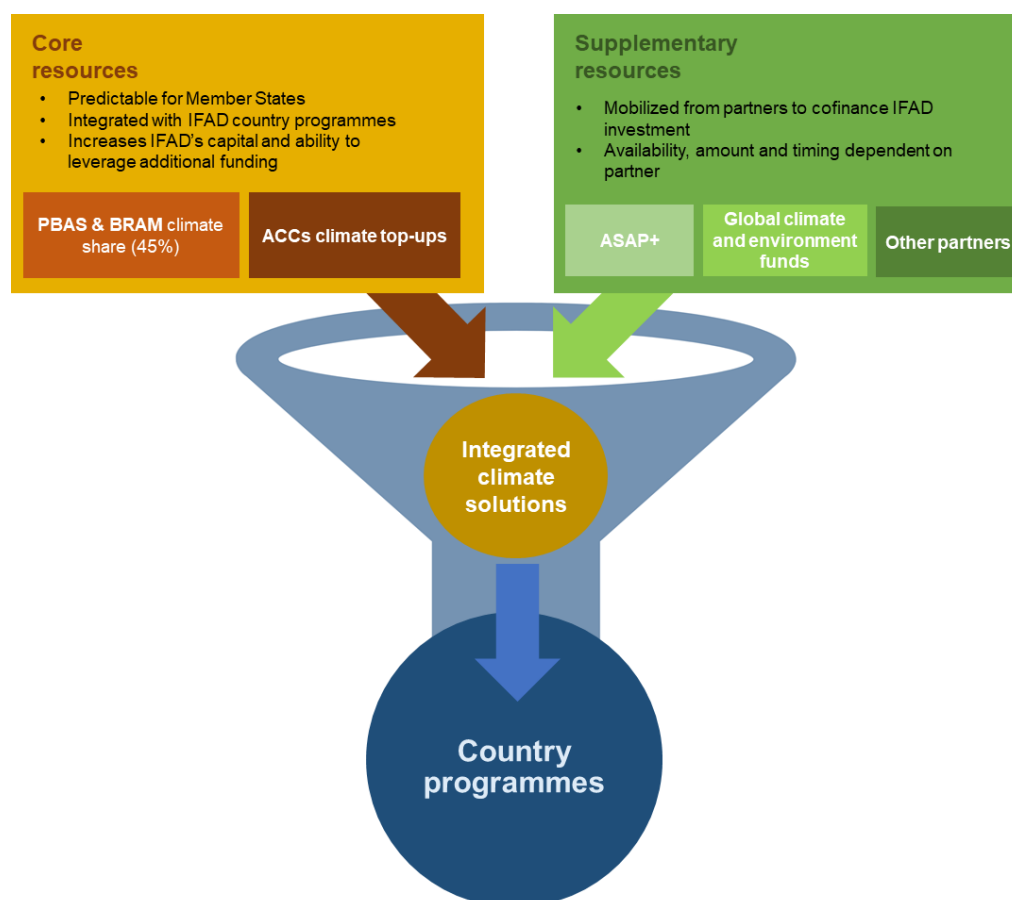 Core
resources
• Predictable for Member States
• Integrated with IFAD country programmes
• Increases IFAD's capital and ability to
leverage additional funding
PBAS & BRAM climate
share (45%)
ACCs climate top-ups
Supplementary
resources
• Mobilized from partners to cofinance IFAD
investment
• Availability, amount and timing dependent on
partner
ASAP+
Global climate
and environment
funds
Other partners
Integrated
climate
solutions
Country
programmes